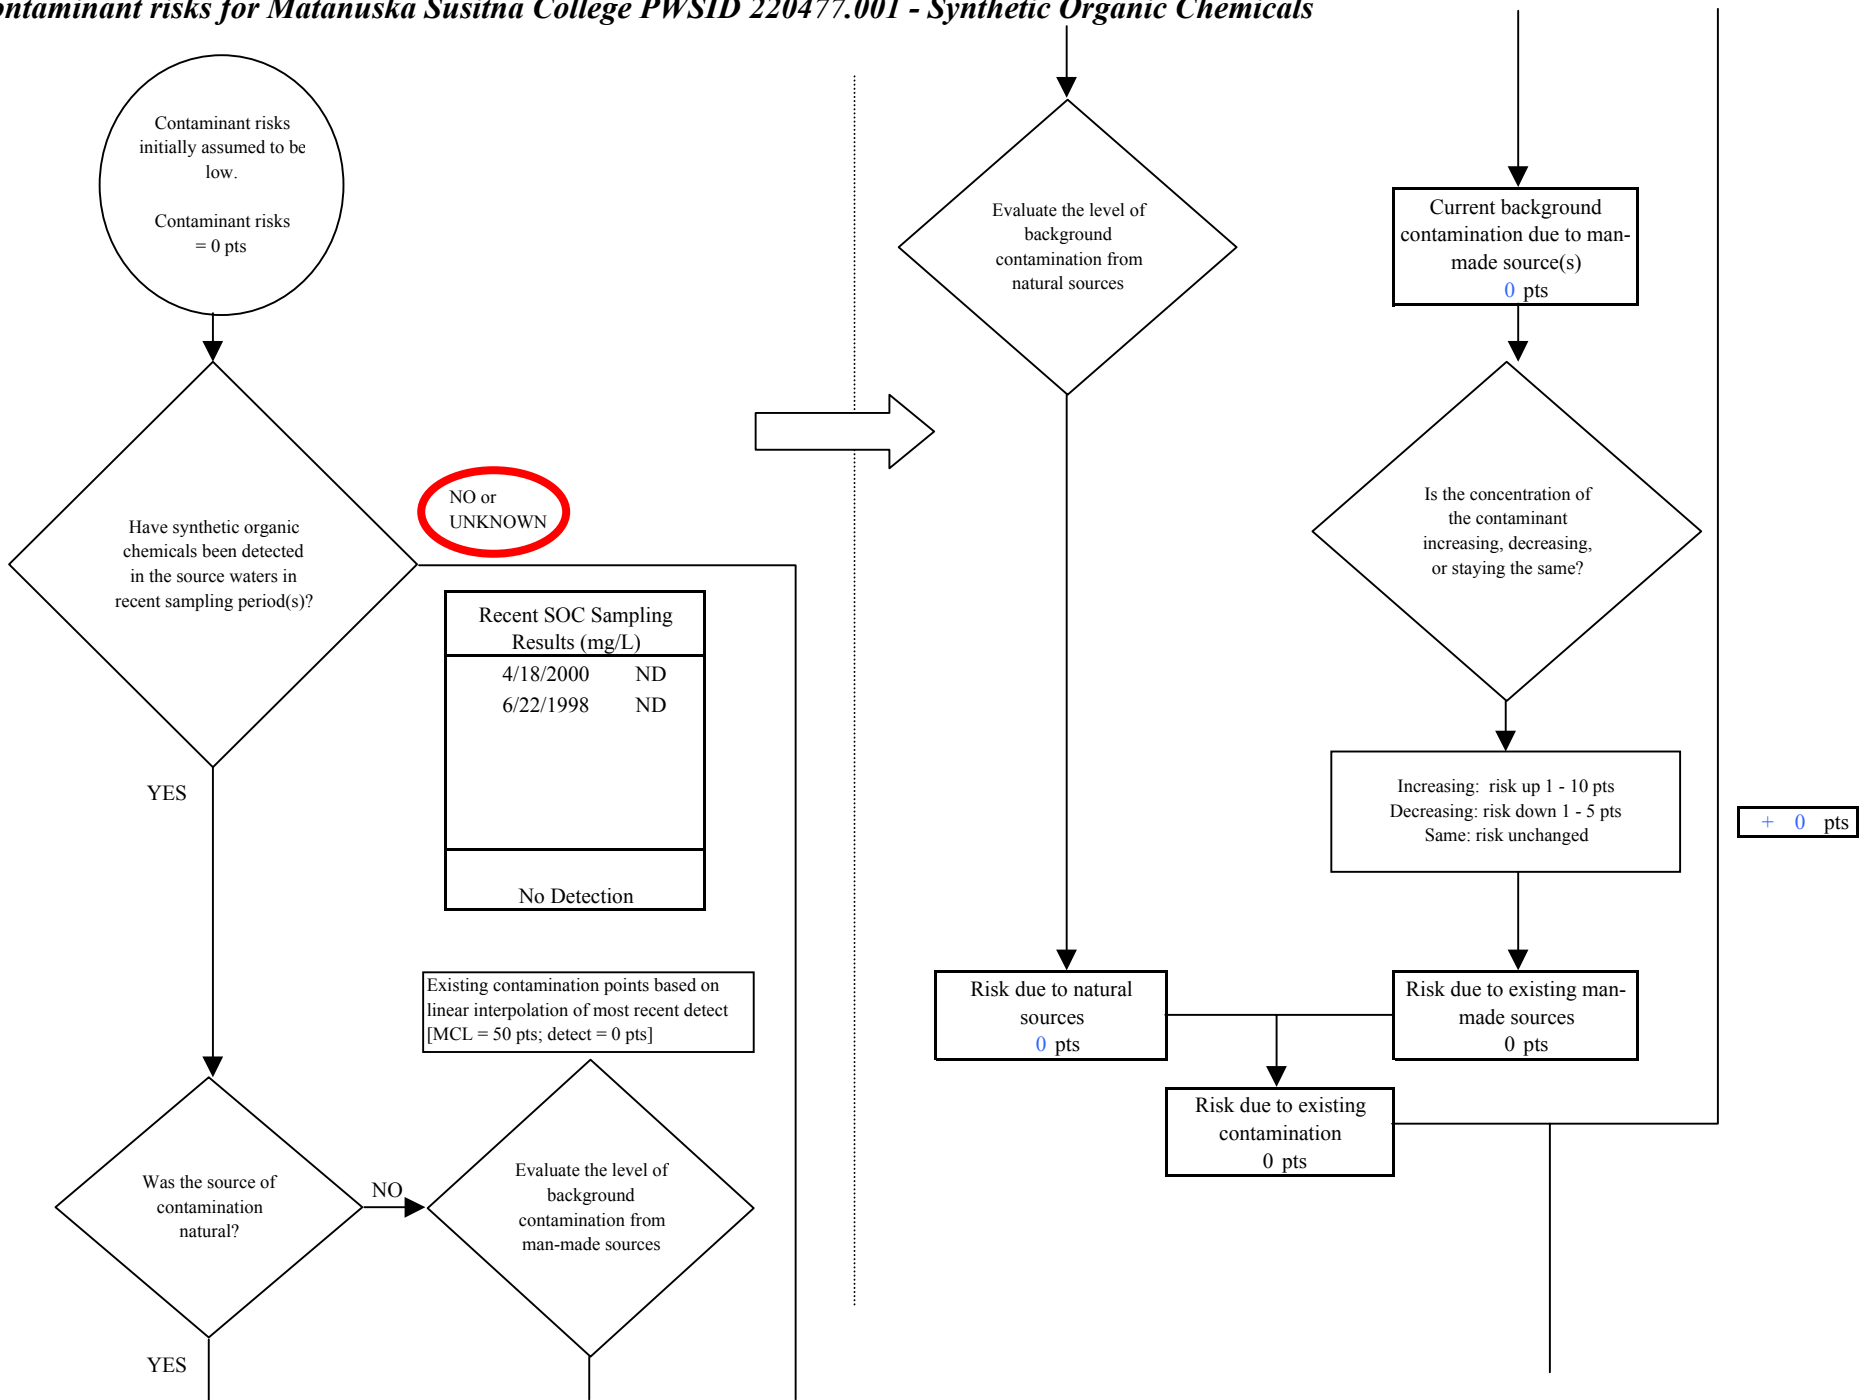 ontaminant risks for Matanuska Susitna College PWSID 220477.001 - Synthetic Organic Chemicals
Contaminant risks
initially assumed to be
low.
Contaminant risks
= 0 pts
Have synthetic organic
chemicals been detected
in the source waters in
recent sampling period(s)?
NO or
UNKNOWN
Recent SOC Sampling
Results (mg/L)
4/18/2000 ND
6/22/1998 ND
No Detection
YES
Existing contamination points based on
linear interpolation of most recent detect
[MCL = 50 pts; detect = 0 pts]
Was the source of
contamination
natural?
NO
Evaluate the level of
background
contamination from
man-made sources
YES
Evaluate the level of
background
contamination from
natural sources
Current background
contamination due to man-
made source(s)
0 pts
Is the concentration of
the contaminant
increasing, decreasing,
or staying the same?
Increasing: risk up 1 - 10 pts
Decreasing: risk down 1 - 5 pts
Same: risk unchanged
+ 0 pts
Risk due to natural
sources
0 pts
Risk due to existing man-
made sources
0 pts
Risk due to existing
contamination
0 pts